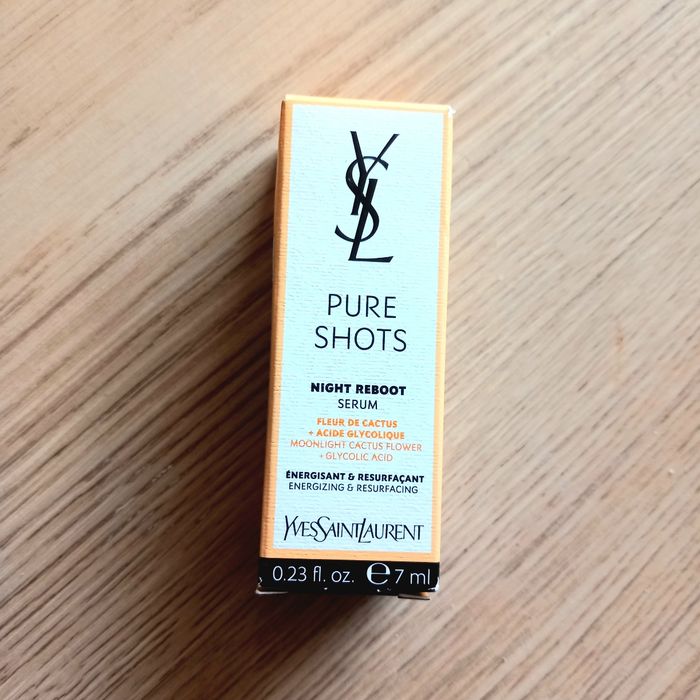 YSL
PURE
SHOTS
NIGHT REBOOT
SERUM
FLEUR DE CACTUS
+ ACIDE GLYCOLIQUE
MOONLIGHT CACTUS FLOWER
+ GLYCOLIC ACID
ÉNERGISANT & RESURFAÇANT
ENERGIZING & RESURFACING
YVESSAINTLAURENT
0.23 fl. oz. ℮ 7 ml